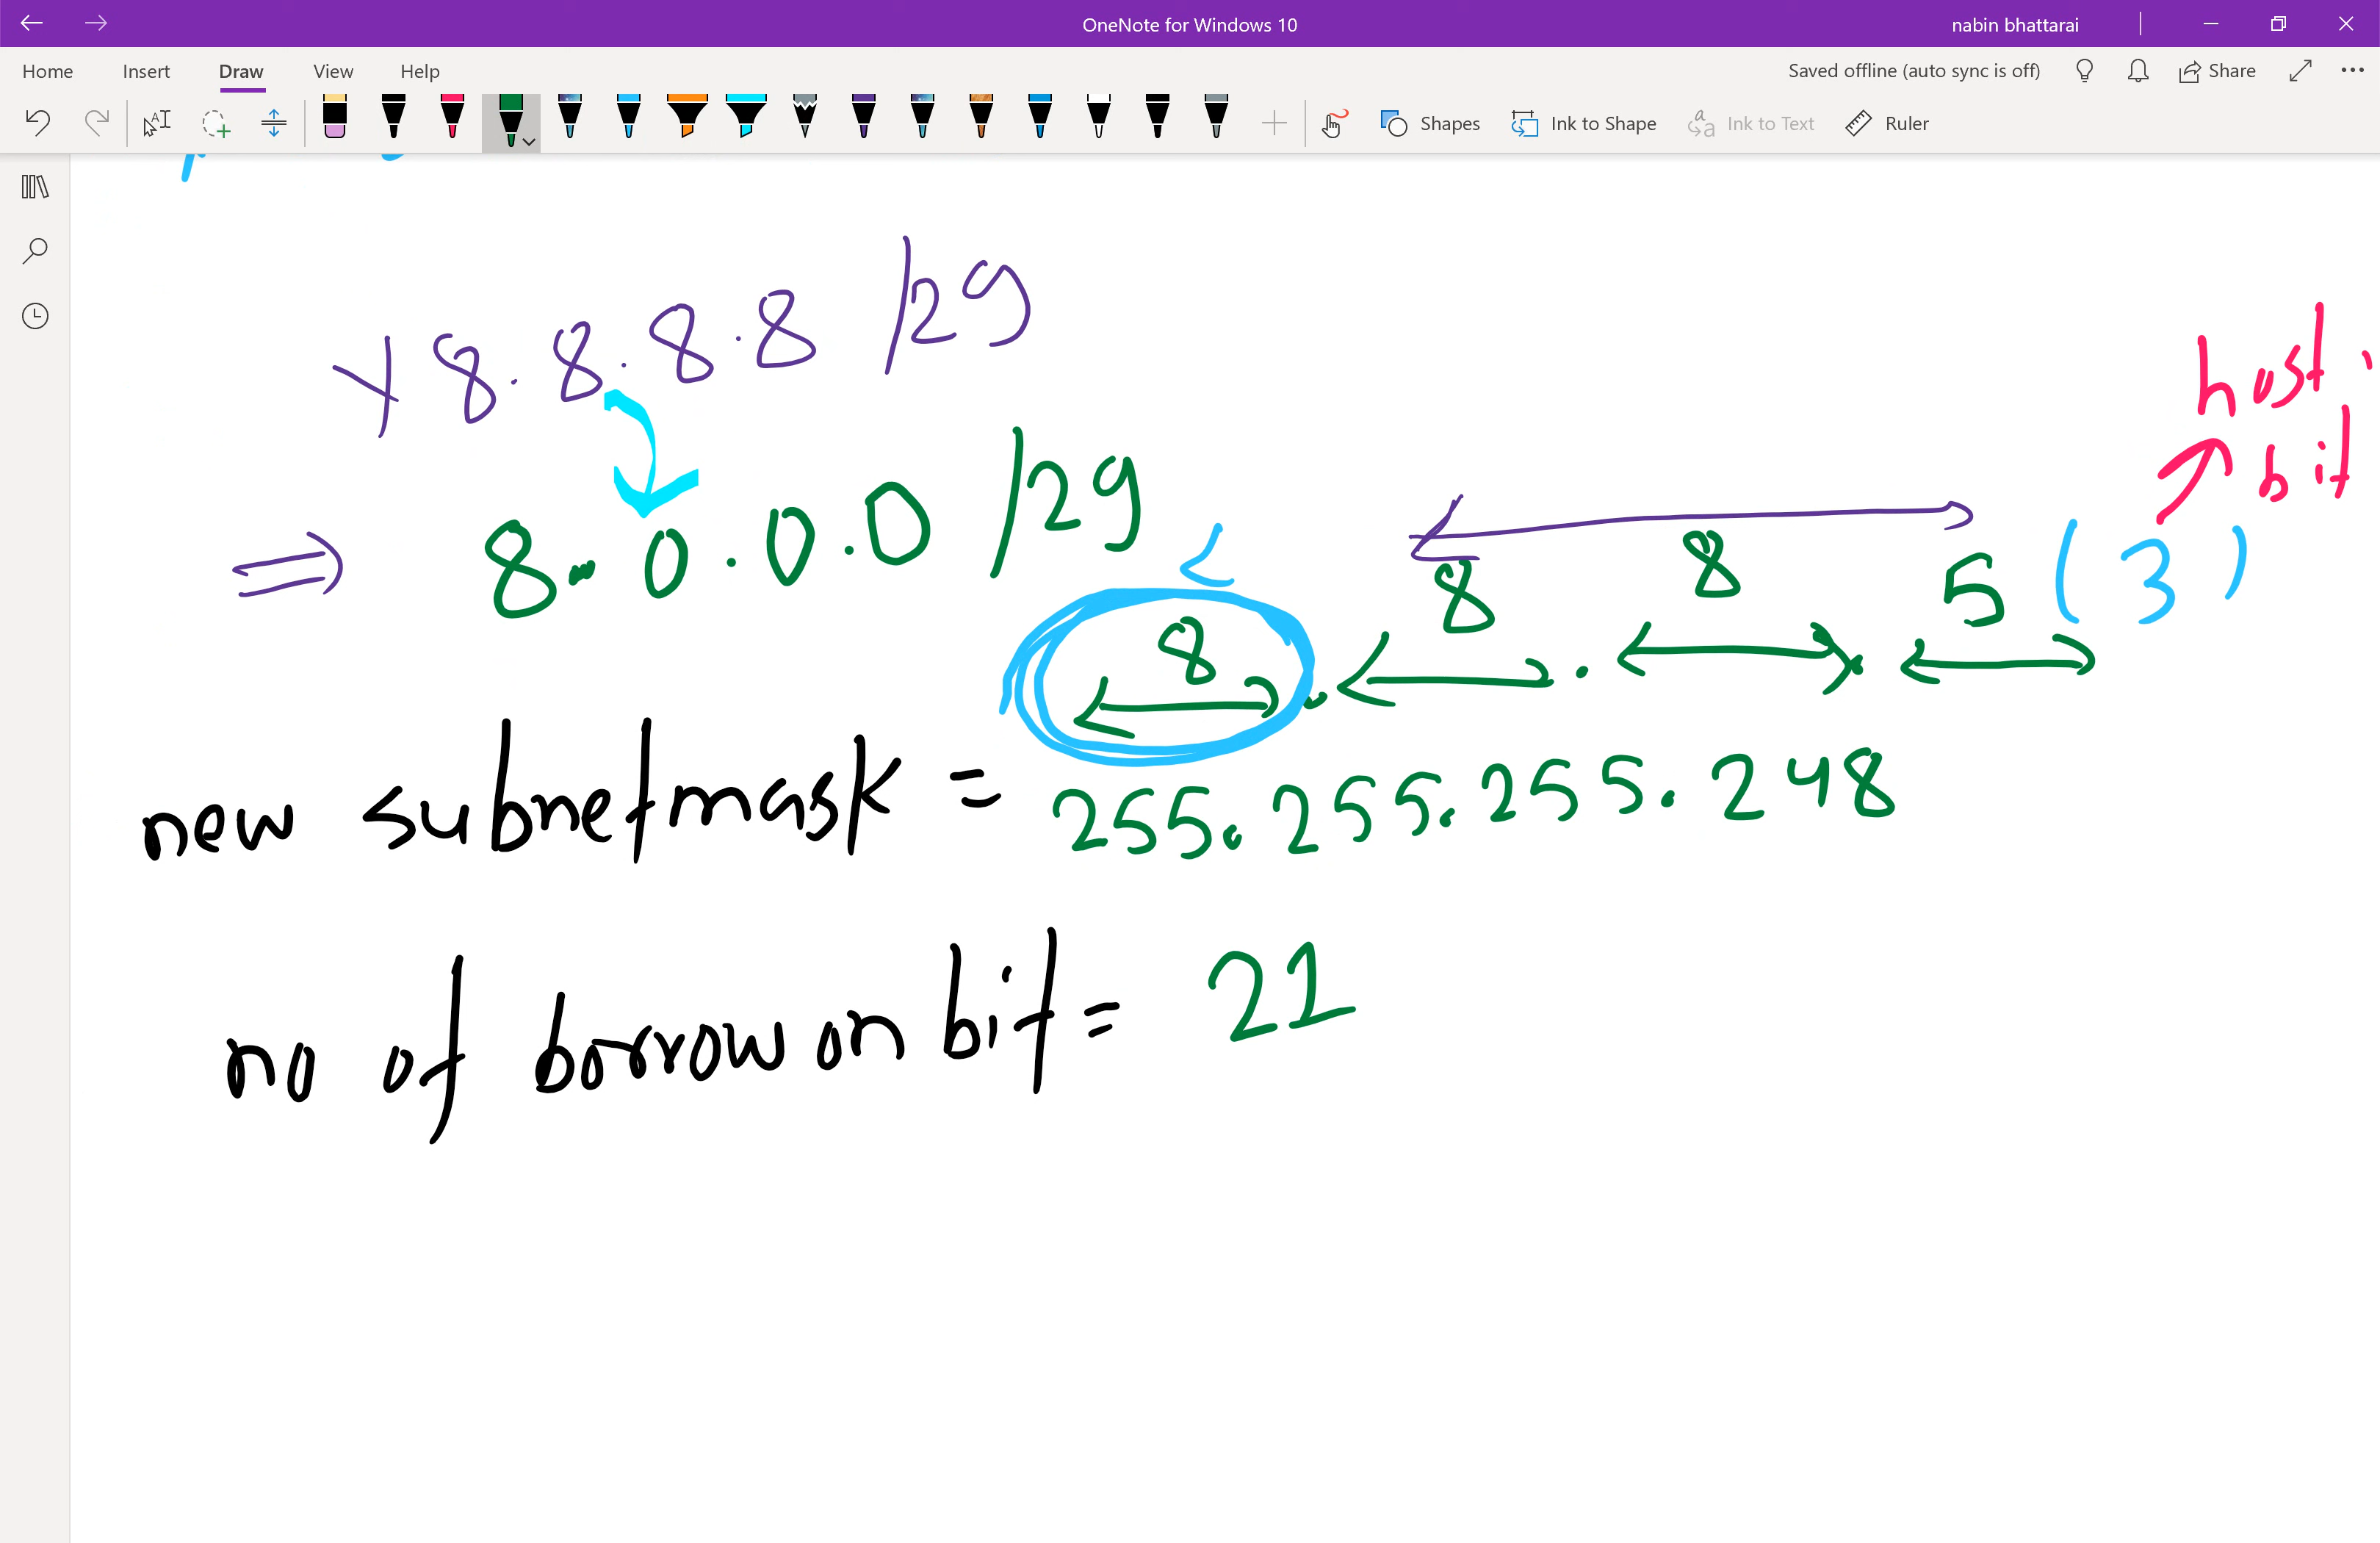 OneNote for Windows 10
nabin bhattarai
Home Insert Draw View Help
Saved offline (auto sync is off) Share
Shapes Ink to Shape Ink to Text Ruler
8.8.8.8 /29
host
bit
⇒ 8.0.0.0 /29
8 8 8 5 (3)
new subnetmask = 255.255.255.248
no of borrow on bit = 21